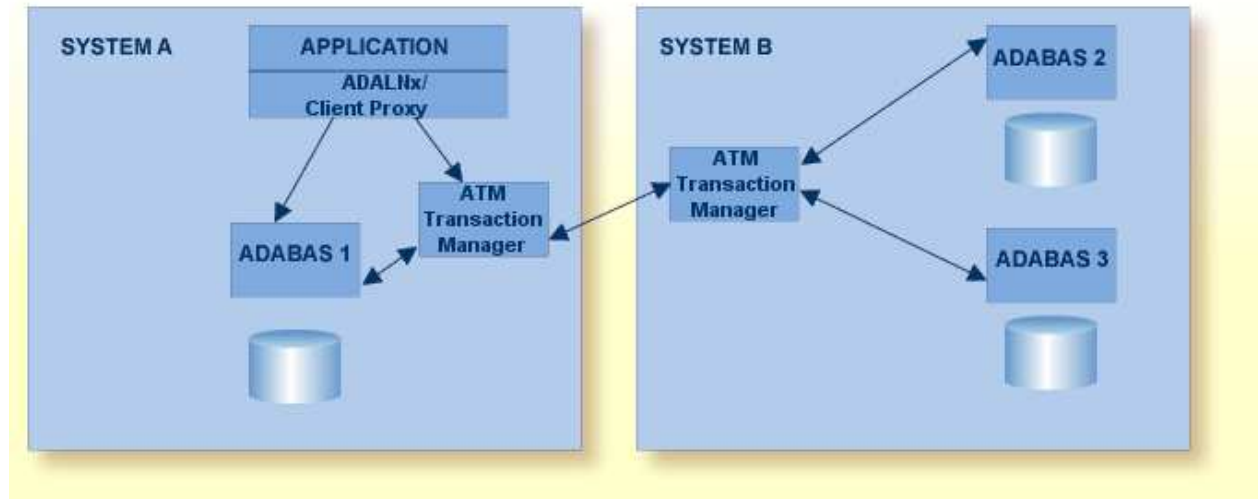 SYSTEM A
APPLICATION
ADALNx/
Client Proxy
ATM
Transaction
Manager
ADABAS 1
SYSTEM B
ADABAS 2
ATM
Transaction
Manager
ADABAS 3